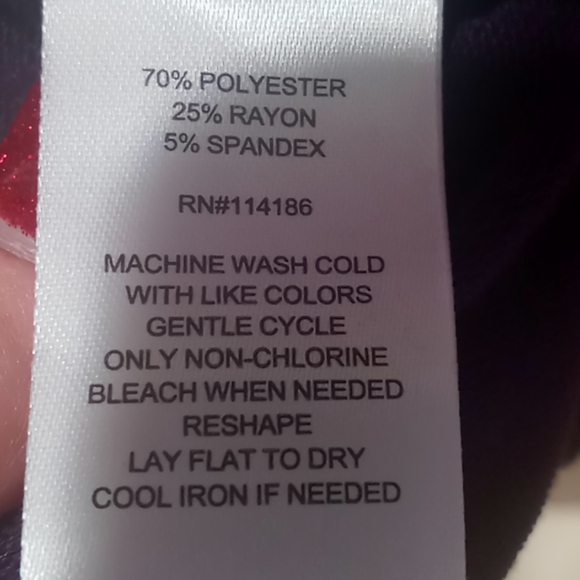 70% POLYESTER
25% RAYON
5% SPANDEX
RN#114186
MACHINE WASH COLD
WITH LIKE COLORS
GENTLE CYCLE
ONLY NON-CHLORINE
BLEACH WHEN NEEDED
RESHAPE
LAY FLAT TO DRY
COOL IRON IF NEEDED